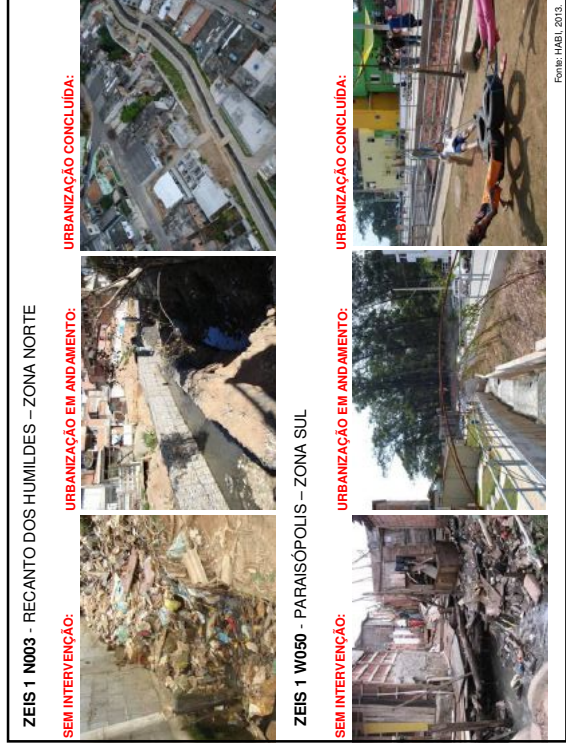 ZEIS 1 N003 - RECANTO DOS HUMILDES – ZONA NORTE
SEM INTERVENÇÃO:
URBANIZAÇÃO EM ANDAMENTO:
URBANIZAÇÃO CONCLUÍDA:
ZEIS 1 W050 - PARAISÓPOLIS – ZONA SUL
SEM INTERVENÇÃO:
URBANIZAÇÃO EM ANDAMENTO:
URBANIZAÇÃO CONCLUÍDA:
Fonte: HABI, 2013.